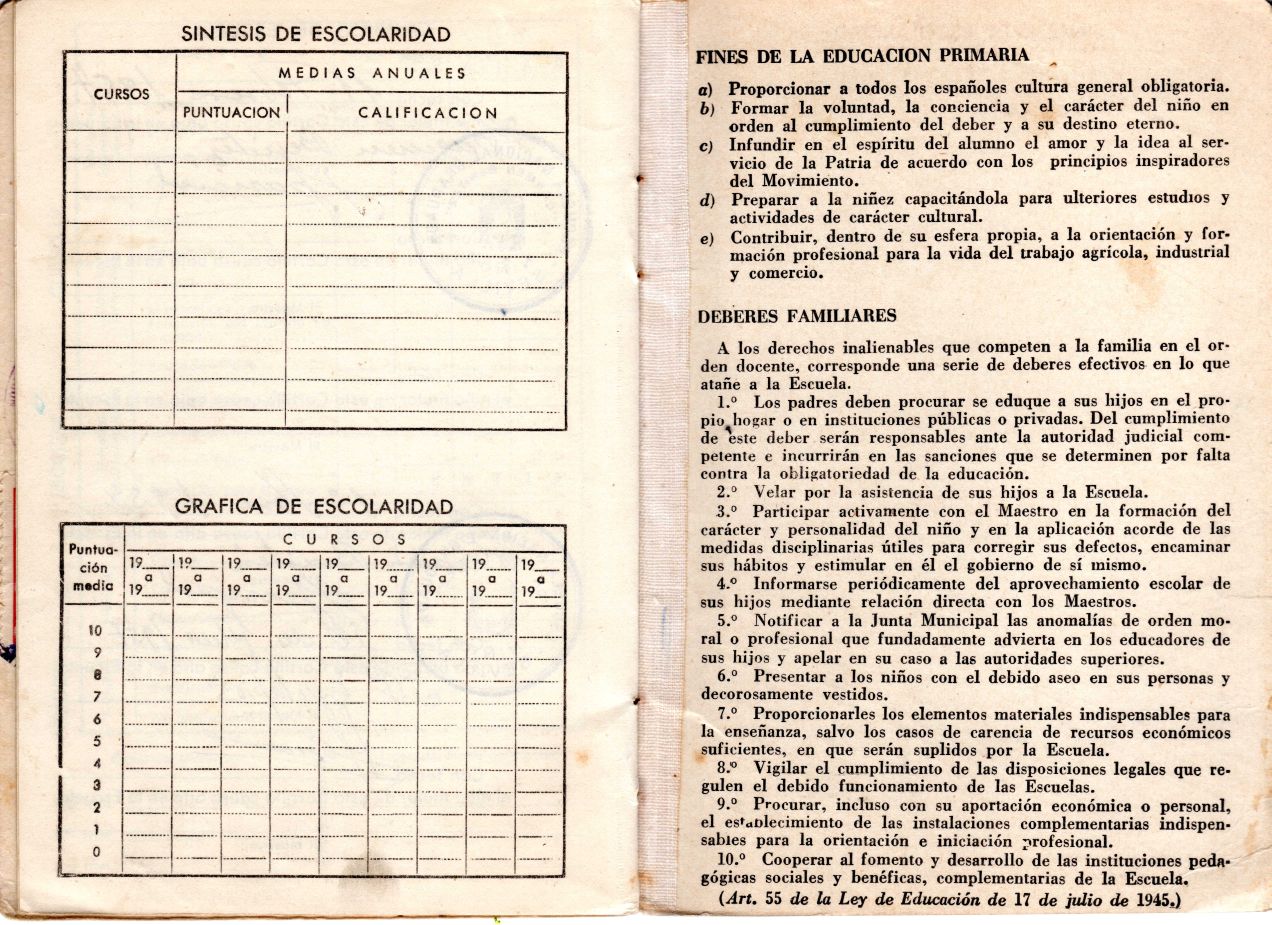 SINTESIS DE ESCOLARIDAD
CURSOS
MEDIAS ANUALES
PUNTUACION
CALIFICACION
GRAFICA DE ESCOLARIDAD
Puntua-
ción
media
CURSOS
19___ 19___ 19___ 19___ 19___ 19___ 19___ 19___ 19___
a a a a a a a a a
19___ 19___ 19___ 19___ 19___ 19___ 19___ 19___ 19___
10
9
8
7
6
5
4
3
2
1
0
FINES DE LA EDUCACION PRIMARIA
a) Proporcionar a todos los españoles cultura general obligatoria.
b) Formar la voluntad, la conciencia y el carácter del niño en
orden al cumplimiento del deber y a su destino eterno.
c) Infundir en el espíritu del alumno el amor y la idea al ser-
vicio de la Patria de acuerdo con los principios inspiradores
del Movimiento.
d) Preparar a la niñez capacitándola para ulteriores estudios y
actividades de carácter cultural.
e) Contribuir, dentro de su esfera propia, a la orientación y for-
mación profesional para la vida del trabajo agrícola, industrial
y comercio.
DEBERES FAMILIARES
A los derechos inalienables que competen a la familia en el or-
den docente, corresponde una serie de deberes efectivos en lo que
atañe a la Escuela.
1.º Los padres deben procurar se eduque a sus hijos en el pro-
pio hogar o en instituciones públicas o privadas. Del cumplimiento
de este deber serán responsables ante la autoridad judicial com-
petente e incurrirán en las sanciones que se determinen por falta
contra la obligatoriedad de la educación.
2.º Velar por la asistencia de sus hijos a la Escuela.
3.º Participar activamente con el Maestro en la formación del
carácter y personalidad del niño y en la aplicación acorde de las
medidas disciplinarias útiles para corregir sus defectos, encaminar
sus hábitos y estimular en él el gobierno de sí mismo.
4.º Informarse periódicamente del aprovechamiento escolar de
sus hijos mediante relación directa con los Maestros.
5.º Notificar a la Junta Municipal las anomalías de orden mo-
ral o profesional que fundadamente advierta en los educadores de
sus hijos y apelar en su caso a las autoridades superiores.
6.º Presentar a los niños con el debido aseo en sus personas y
decorosamente vestidos.
7.º Proporcionarles los elementos materiales indispensables para
la enseñanza, salvo los casos de carencia de recursos económicos
suficientes, en que serán suplidos por la Escuela.
8.º Vigilar el cumplimiento de las disposiciones legales que re-
gulen el debido funcionamiento de las Escuelas.
9.º Procurar, incluso con su aportación económica o personal,
el establecimiento de las instalaciones complementarias indispen-
sables para la orientación e iniciación profesional.
10.º Cooperar al fomento y desarrollo de las instituciones peda-
gógicas sociales y benéficas, complementarias de la Escuela.
(Art. 55 de la Ley de Educación de 17 de julio de 1945.)